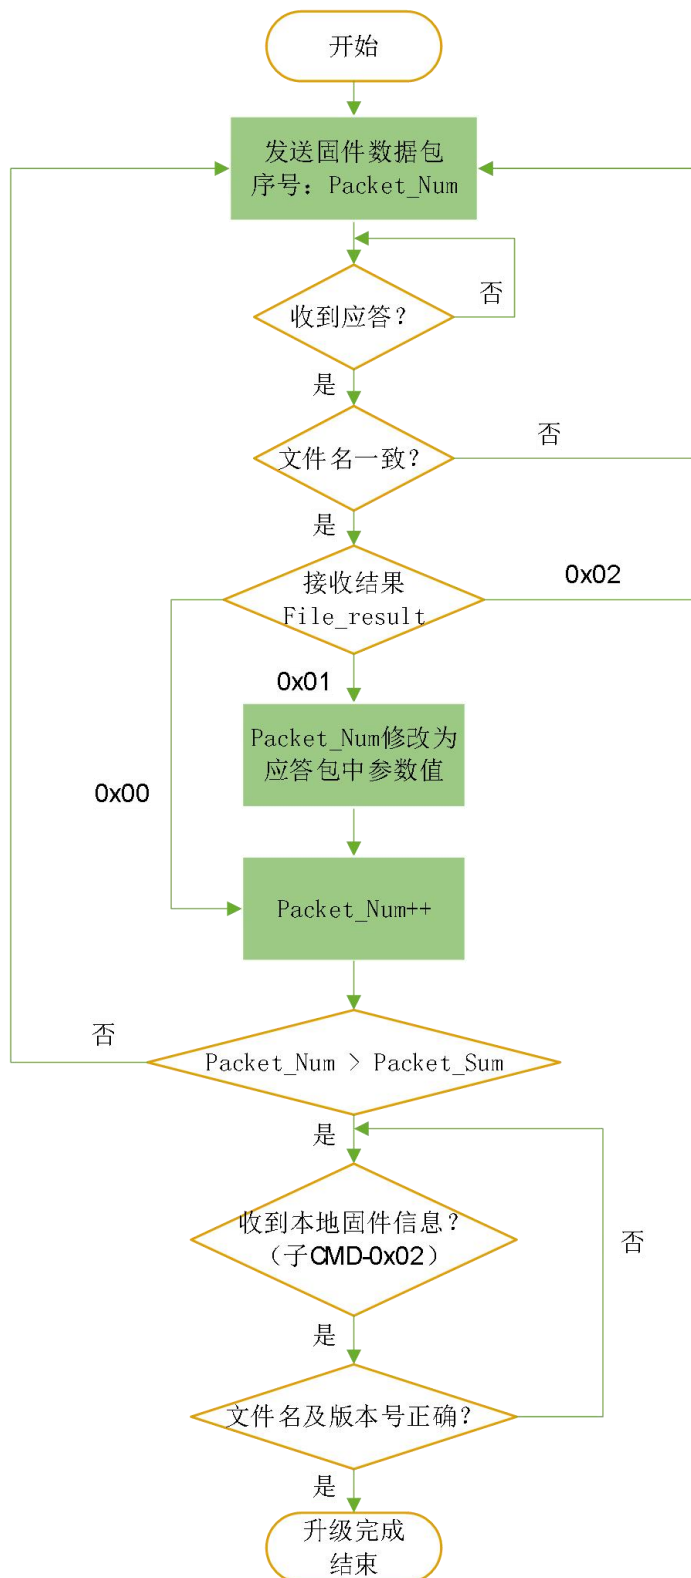 开始
发送固件数据包
序号: Packet_Num
否
收到应答?
是
否
文件名一致?
是
接收结果
File_result
0x02
0x01
Packet_Num修改为
应答包中参数值
0x00
Packet_Num++
否
Packet_Num > Packet_Sum
是
收到本地固件信息?
（子CMD-0x02）
否
是
文件名及版本号正确?
是
升级完成
结束